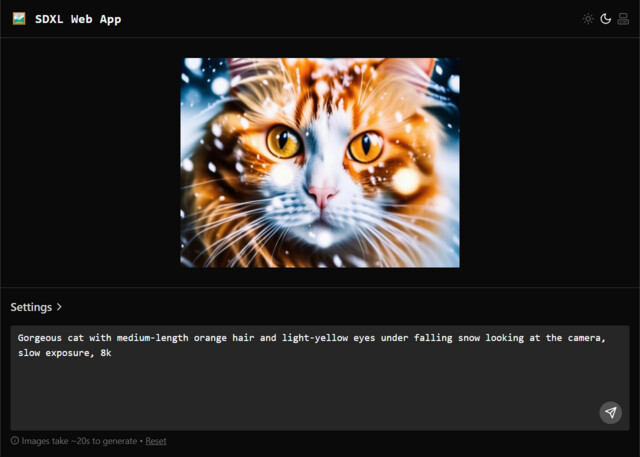 SDXL Web App
Settings
Gorgeous cat with medium-length orange hair and light-yellow eyes under falling snow looking at the camera,
slow exposure, 8k
Images take ~20s to generate • Reset